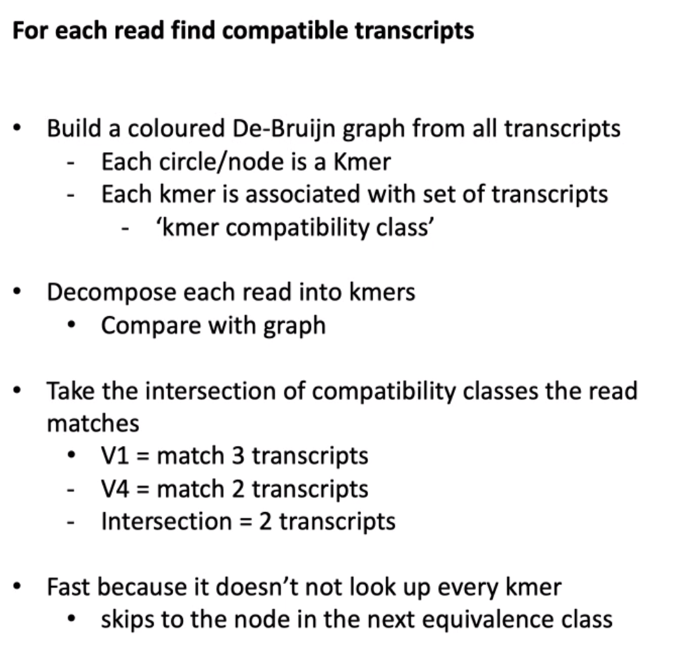 For each read find compatible transcripts
• Build a coloured De-Bruijn graph from all transcripts
- Each circle/node is a Kmer
- Each kmer is associated with set of transcripts
- ‘kmer compatibility class’
• Decompose each read into kmers
• Compare with graph
• Take the intersection of compatibility classes the read
matches
• V1 = match 3 transcripts
- V4 = match 2 transcripts
- Intersection = 2 transcripts
• Fast because it doesn’t not look up every kmer
• skips to the node in the next equivalence class